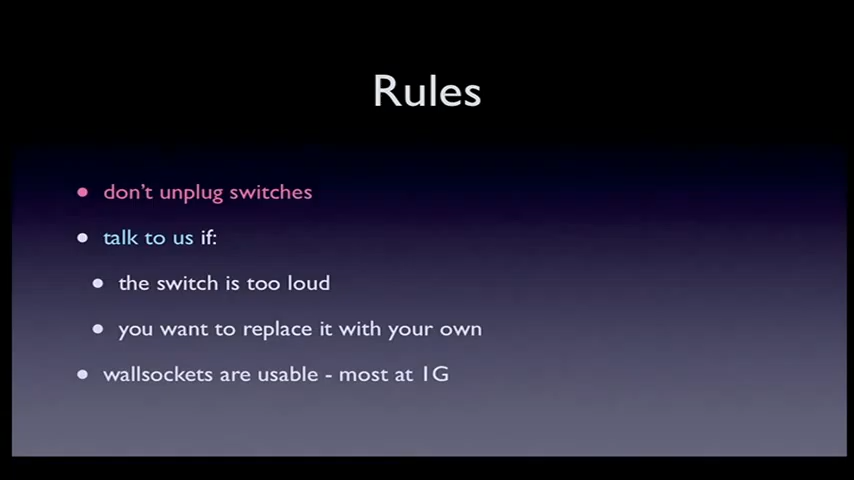 Rules
don't unplug switches
talk to us if:
the switch is too loud
you want to replace it with your own
wallsockets are usable - most at 1G